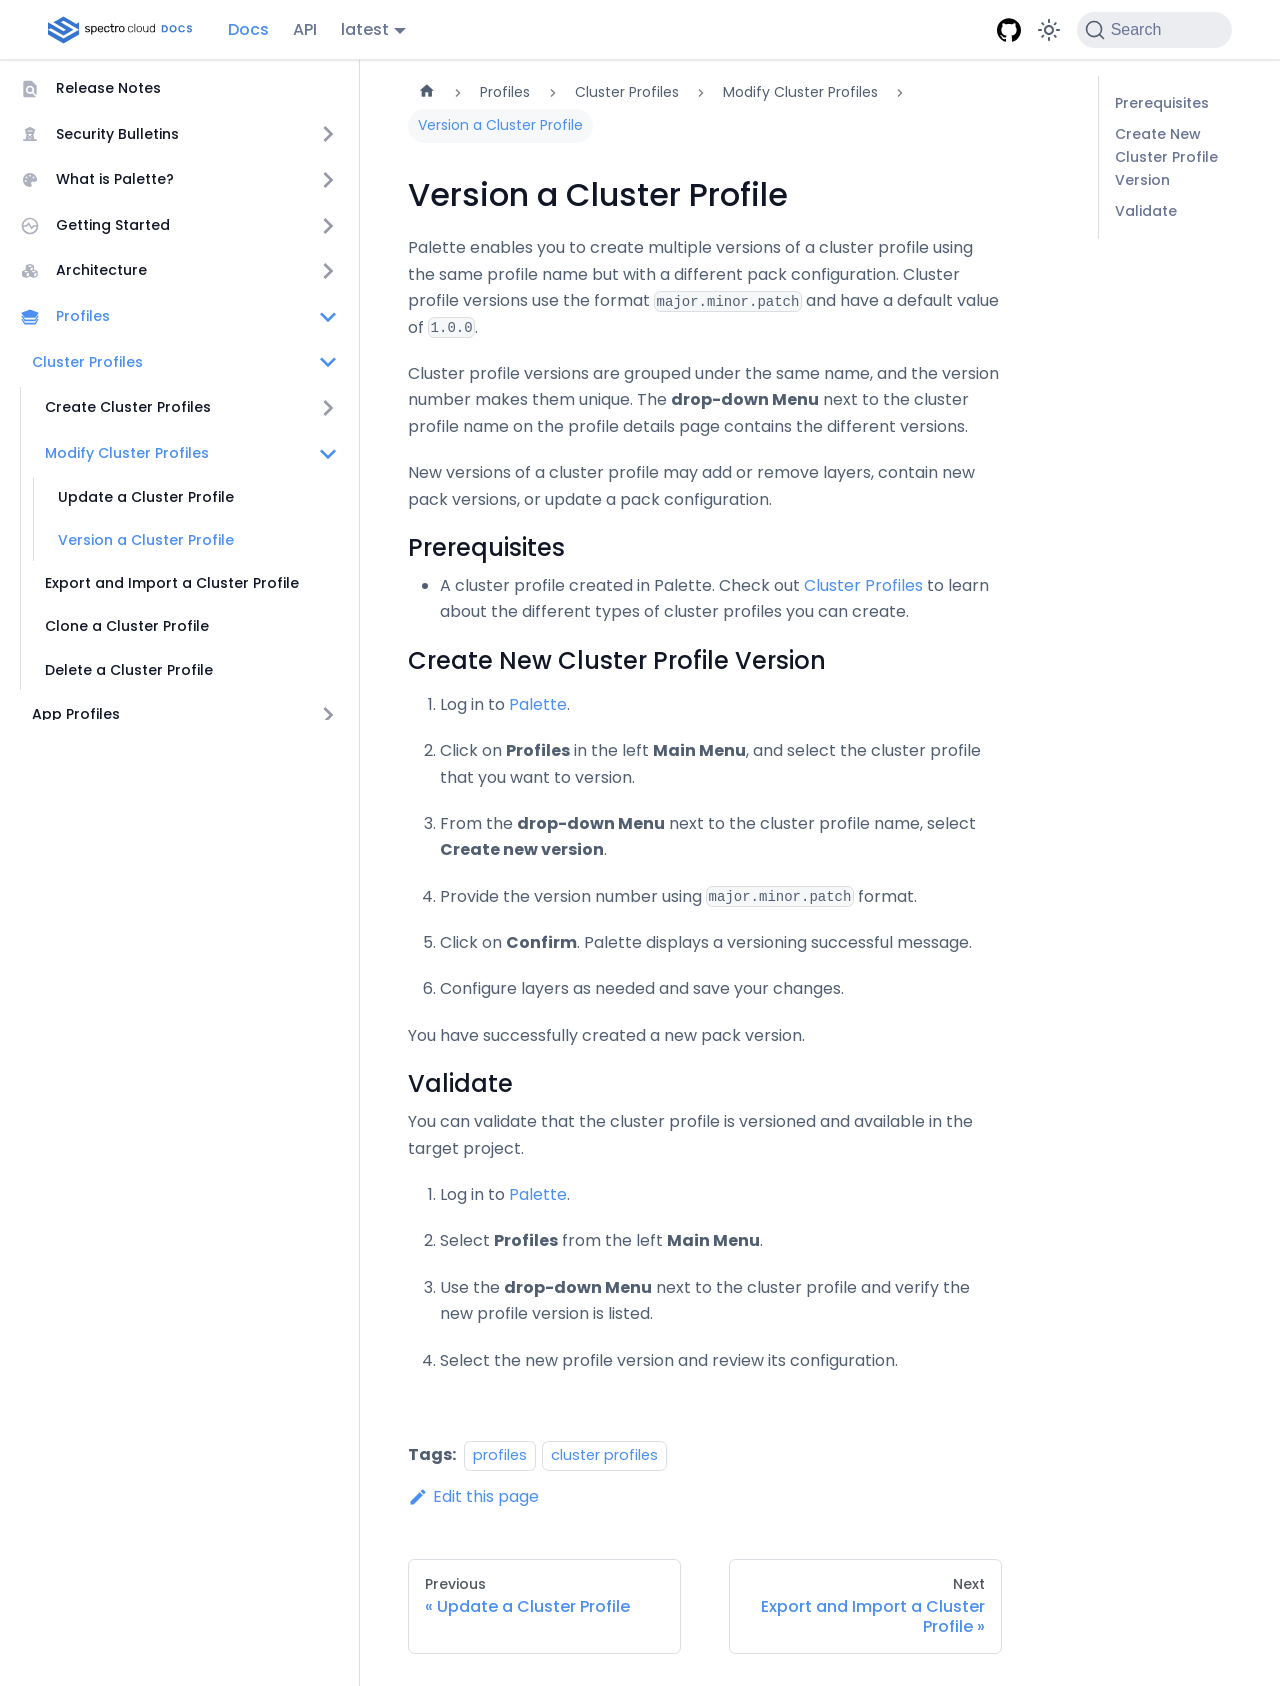 spectro cloud DOCS
Docs
API
latest
Search
Release Notes
Security Bulletins
What is Palette?
Getting Started
Architecture
Profiles
Cluster Profiles
Create Cluster Profiles
Modify Cluster Profiles
Update a Cluster Profile
Version a Cluster Profile
Export and Import a Cluster Profile
Clone a Cluster Profile
Delete a Cluster Profile
App Profiles
Profiles
Cluster Profiles
Modify Cluster Profiles
Version a Cluster Profile
Version a Cluster Profile
Palette enables you to create multiple versions of a cluster profile using
the same profile name but with a different pack configuration. Cluster
profile versions use the format major.minor.patch and have a default value
of 1.0.0.
Cluster profile versions are grouped under the same name, and the version
number makes them unique. The drop-down Menu next to the cluster
profile name on the profile details page contains the different versions.
New versions of a cluster profile may add or remove layers, contain new
pack versions, or update a pack configuration.
Prerequisites
• A cluster profile created in Palette. Check out Cluster Profiles to learn
about the different types of cluster profiles you can create.
Create New Cluster Profile Version
1. Log in to Palette.
2. Click on Profiles in the left Main Menu, and select the cluster profile
that you want to version.
3. From the drop-down Menu next to the cluster profile name, select
Create new version.
4. Provide the version number using major.minor.patch format.
5. Click on Confirm. Palette displays a versioning successful message.
6. Configure layers as needed and save your changes.
You have successfully created a new pack version.
Validate
You can validate that the cluster profile is versioned and available in the
target project.
1. Log in to Palette.
2. Select Profiles from the left Main Menu.
3. Use the drop-down Menu next to the cluster profile and verify the
new profile version is listed.
4. Select the new profile version and review its configuration.
Tags: profiles cluster profiles
Edit this page
Previous
« Update a Cluster Profile
Next
Export and Import a Cluster
Profile »
Prerequisites
Create New
Cluster Profile
Version
Validate